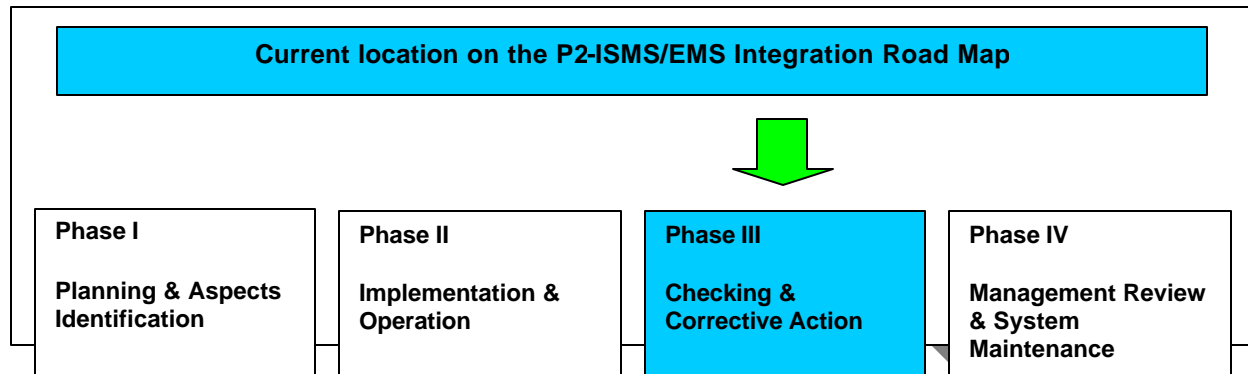 Current location on the P2-ISMS/EMS Integration Road Map
Phase I
Planning & Aspects
Identification
Phase II
Implementation &
Operation
Phase III
Checking &
Corrective Action
Phase IV
Management Review
& System
Maintenance